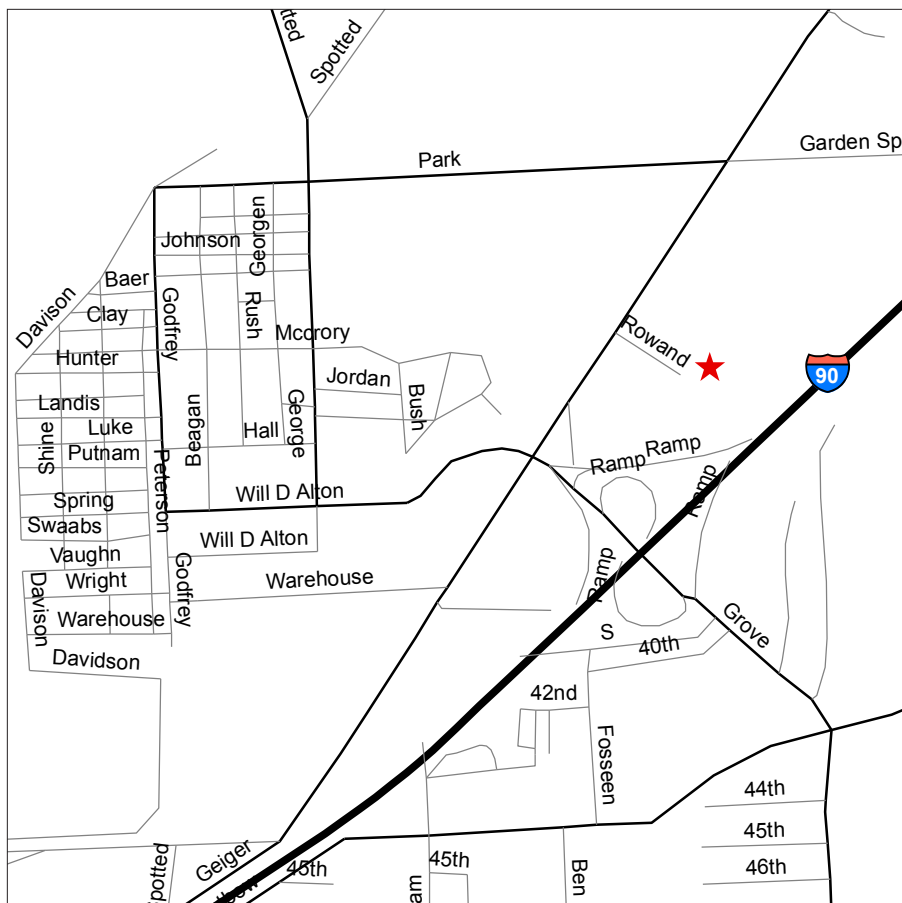 Spotted
Park
Garden Sp
Johnson
Georgen
Baer
Davison
Clay
Godfrey
Rush
Mcdrory
Rowand
Hunter
90
Jordan
Bush
Landis
George
Luke
Hall
Beagan
Shine
Putnam
Peterson
Ramp
Ramp
Ramp
Will D Alton
Spring
Swaabs
Will D Alton
Vaughn
Godfrey
Wright
Warehouse
Ramp
Davison
Warehouse
S
Grove
40th
Davidson
42nd
Fosseen
44th
45th
46th
Geiger
45th
45th
Spotted
Ben